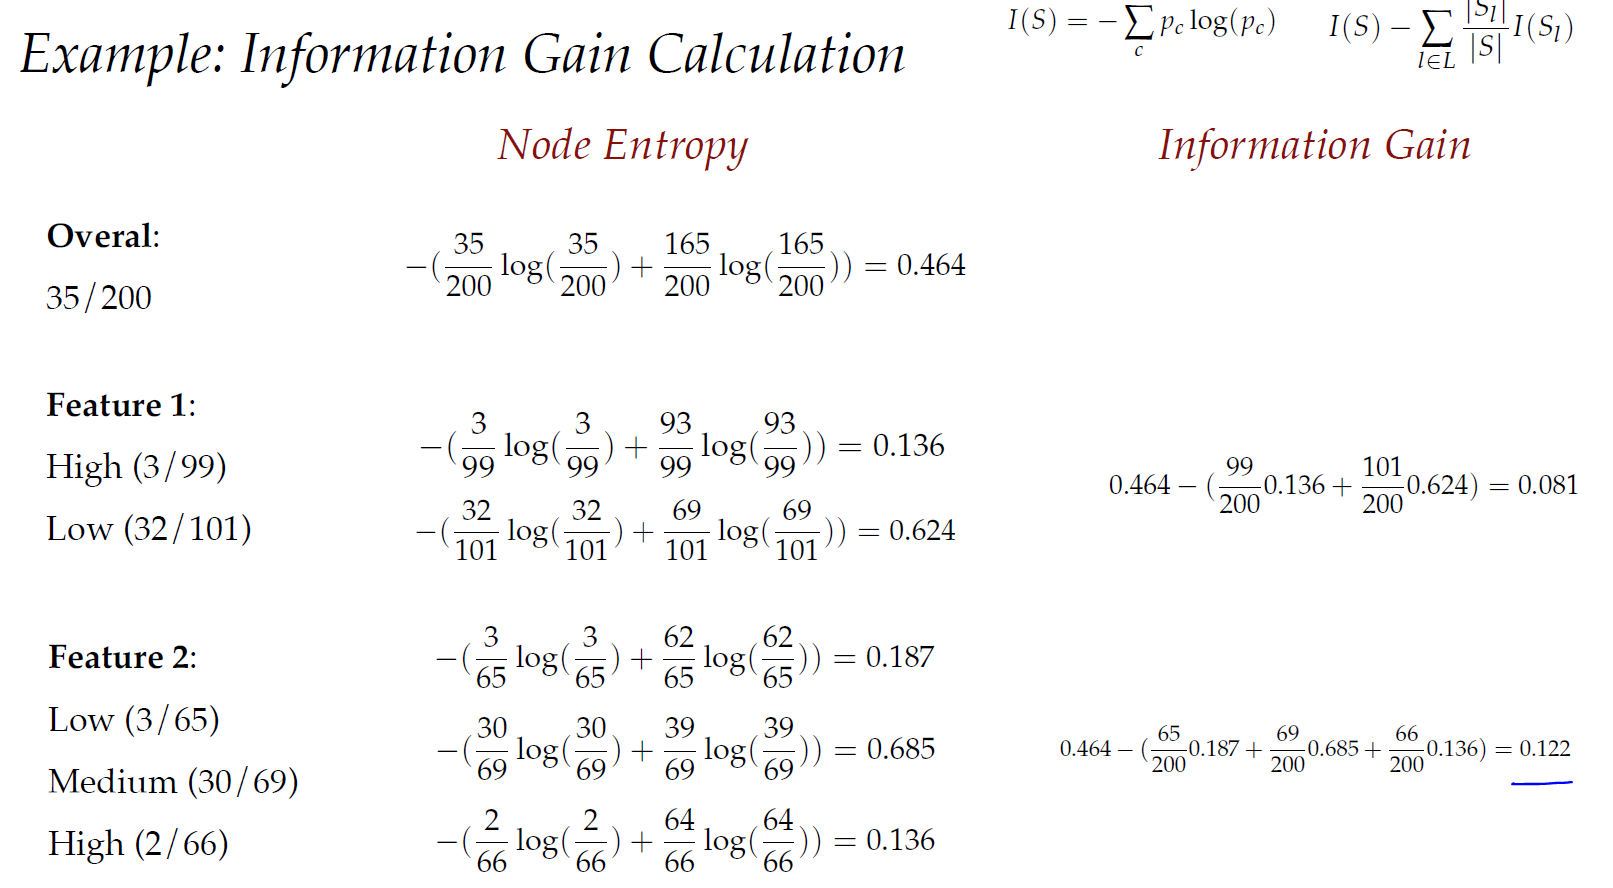 I(S) = −∑_c p_c log(p_c)    I(S) − ∑_{l∈L} |S_l|/|S| I(S_l)
Example: Information Gain Calculation
Node Entropy    Information Gain
Overal:
35/200
−(35/200 log(35/200) + 165/200 log(165/200)) = 0.464
Feature 1:
High (3/99)
Low (32/101)
−(3/99 log(3/99) + 93/99 log(93/99)) = 0.136
−(32/101 log(32/101) + 69/101 log(69/101)) = 0.624
0.464 − (99/200 0.136 + 101/200 0.624) = 0.081
Feature 2:
Low (3/65)
Medium (30/69)
High (2/66)
−(3/65 log(3/65) + 62/65 log(62/65)) = 0.187
−(30/69 log(30/69) + 39/69 log(39/69)) = 0.685
−(2/66 log(2/66) + 64/66 log(64/66)) = 0.136
0.464 − (65/200 0.187 + 69/200 0.685 + 66/200 0.136) = 0.122